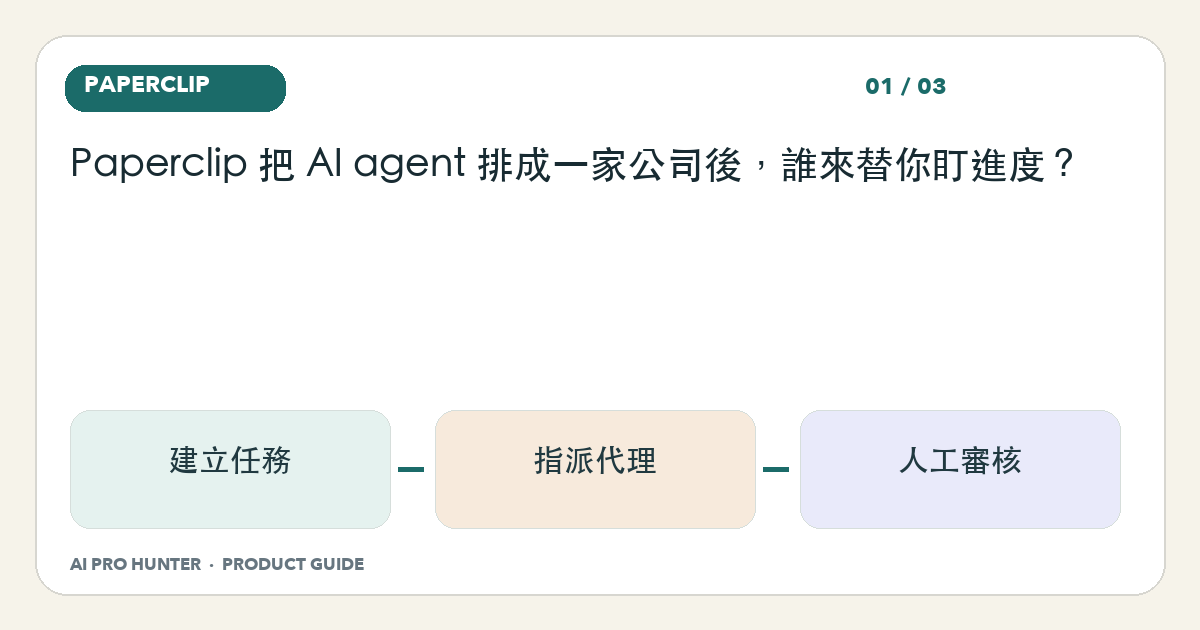 PAPERCLIP
01 / 03
Paperclip 把 AI agent 排成一家公司後，誰來替你盯進度？
建立任務
指派代理
人工審核
AI PRO HUNTER · PRODUCT GUIDE